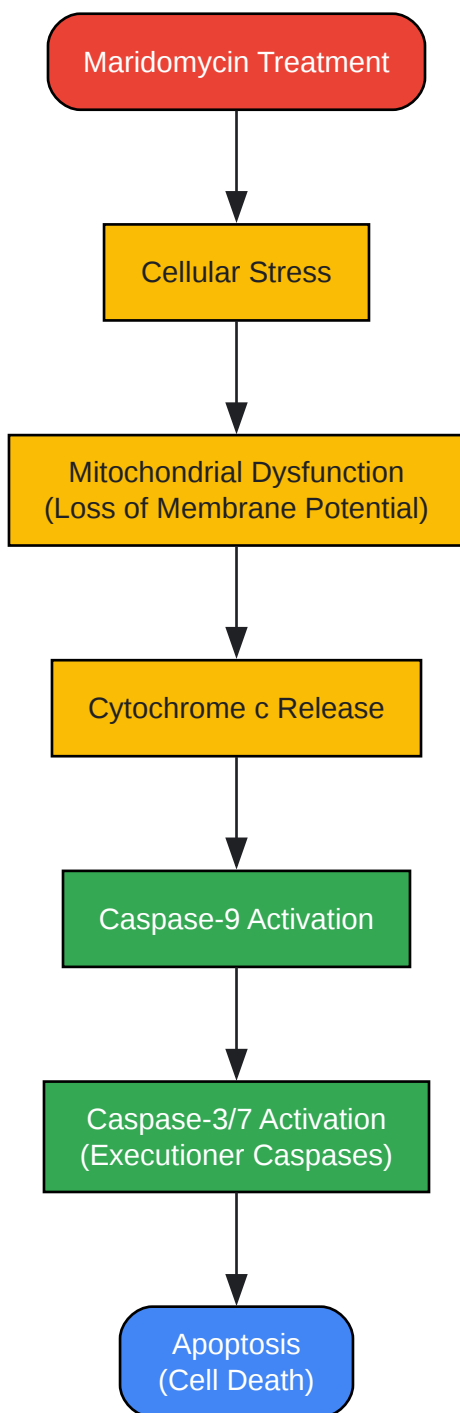 Maridomycin Treatment
Cellular Stress
Mitochondrial Dysfunction
(Loss of Membrane Potential)
Cytochrome c Release
Caspase-9 Activation
Caspase-3/7 Activation
(Executioner Caspases)
Apoptosis
(Cell Death)